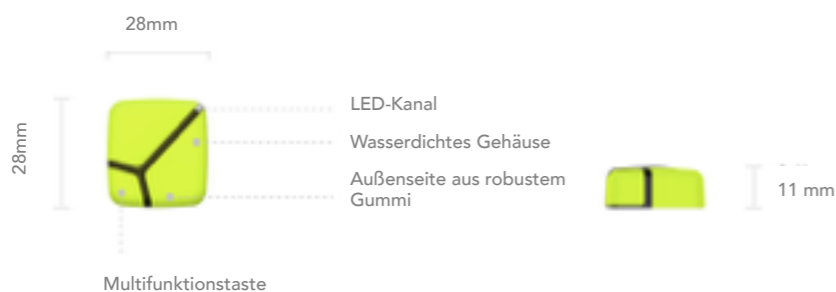 28mm
28mm
LED-Kanal
Wasserdichtes Gehäuse
Außenseite aus robustem
Gummi
11 mm
Multifunktionstaste